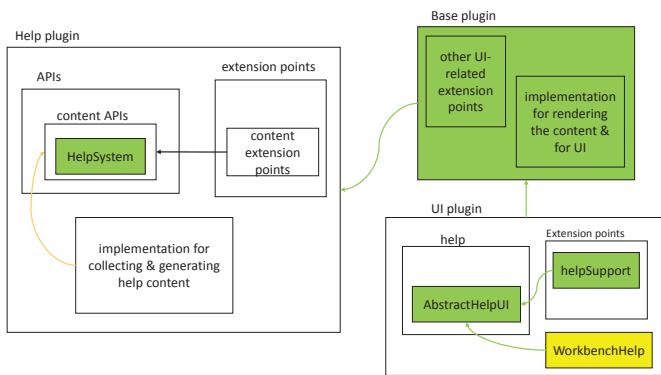 Help plugin
APIs
content APIs
HelpSystem
extension points
content
extension
points
implementation for
collecting & generating
help content
Base plugin
other UI-
related
extension
points
implementation
for rendering
the content &
for UI
UI plugin
help
AbstractHelpUI
Extension points
helpSupport
WorkbenchHelp